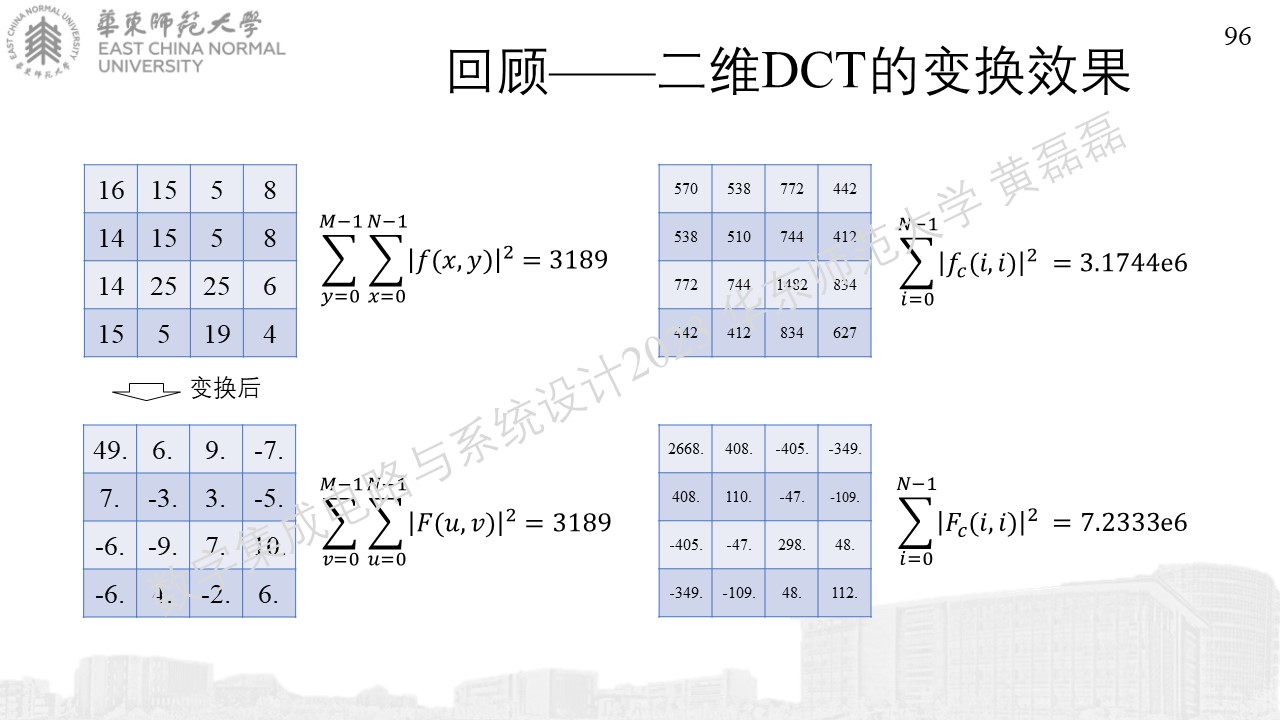 華東師範大學
EAST CHINA NORMAL
UNIVERSITY
96
回顾——二维DCT的变换效果
16 15 5 8
14 15 5 8
14 25 25 6
15 5 19 4
M−1 N−1
∑ ∑ |f(x, y)|² = 3189
y=0 x=0
570 538 772 442
538 510 744 412
772 744 1482 834
442 412 834 627
N−1
∑ |f_c(i, i)|² = 3.1744e6
i=0
变换后
49. 6. 9. -7.
7. -3. 3. -5.
-6. -9. 7. 10.
-6. 4. -2. 6.
M−1 N−1
∑ ∑ |F(u, v)|² = 3189
v=0 u=0
2668. 408. -405. -349.
408. 110. -47. -109.
-405. -47. 298. 48.
-349. -109. 48. 112.
N−1
∑ |F_c(i, i)|² = 7.2333e6
i=0
数字集成电路与系统设计2023 华东师范大学 黄磊磊